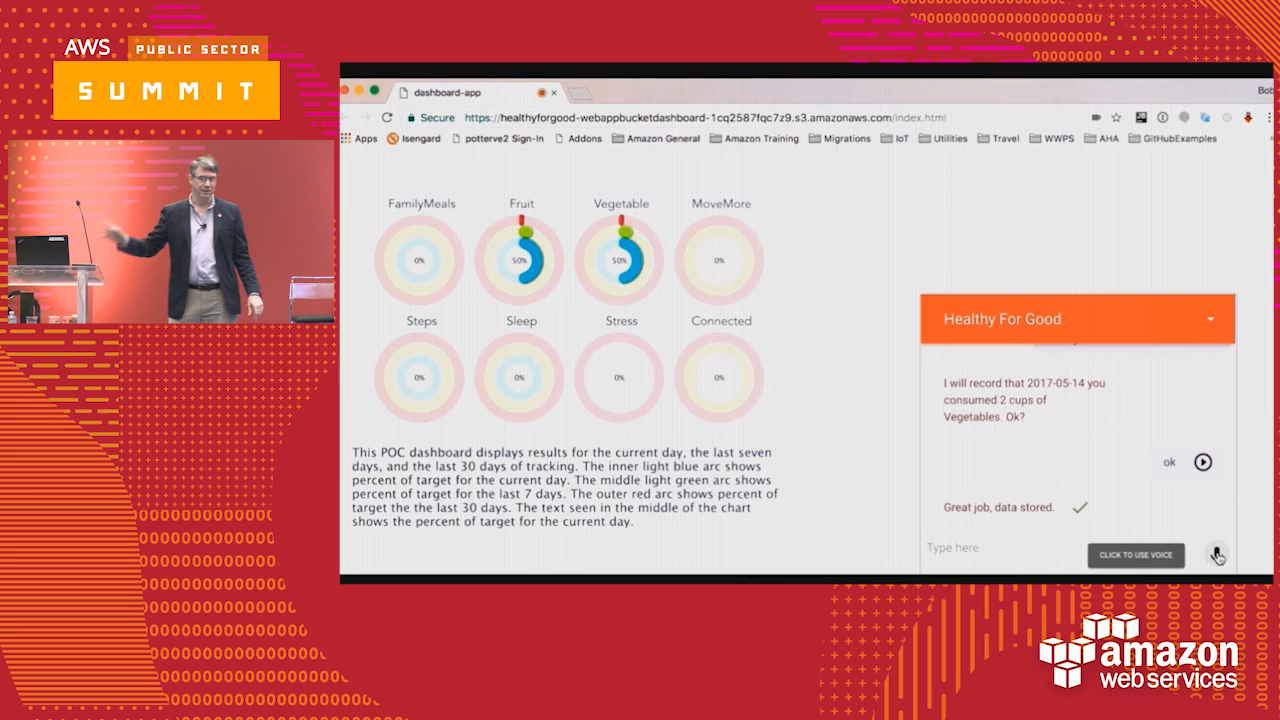 AWS PUBLIC SECTOR
SUMMIT
dashboard-app
Bob
Secure https://healthyforgood-webappbucketdashboard-1cq2587fqc7z9.s3.amazonaws.com/index.html
Apps Isengard potterve2 Sign-In Addons Amazon General Amazon Training Migrations IoT Utilities Travel WWPS AHA GitHubExamples
FamilyMeals Fruit Vegetable MoveMore
0% 50% 50% 0%
Steps Sleep Stress Connected
0% 0% 0% 0%
This POC dashboard displays results for the current day, the last seven
days, and the last 30 days of tracking. The inner light blue arc shows
percent of target for the current day. The middle light green arc shows
percent of target for the last 7 days. The outer red arc shows percent of
target the the last 30 days. The text seen in the middle of the chart
shows the percent of target for the current day.
Healthy For Good
I will record that 2017-05-14 you
consumed 2 cups of
Vegetables. Ok?
ok
Great job, data stored.
Type here
CLICK TO USE VOICE
amazon
web services